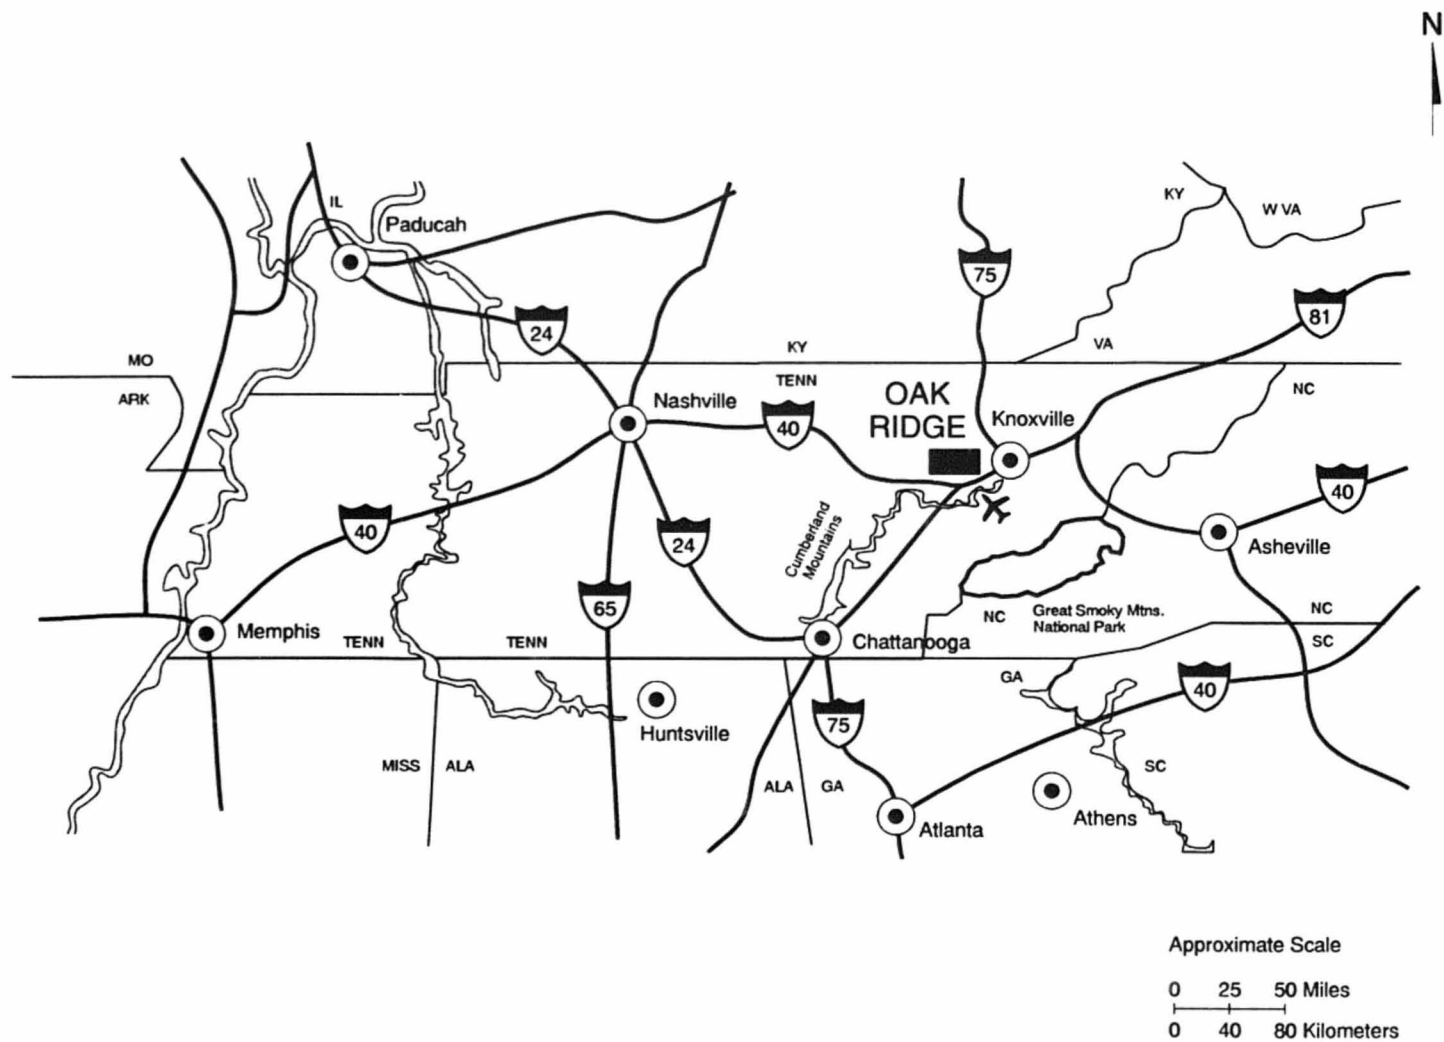 N
IL
Paducah
KY
W VA
75
81
24
MO
KY
VA
ARK
TENN
NC
OAK
RIDGE
Nashville
Knoxville
40
40
40
Cumberland
Mountains
24
Asheville
65
Great Smoky Mtns.
National Park
NC
NC
Memphis
TENN
TENN
Chattanooga
SC
GA
40
75
Huntsville
MISS
ALA
ALA
GA
SC
Athens
Atlanta
Approximate Scale
0 25 50 Miles
0 40 80 Kilometers